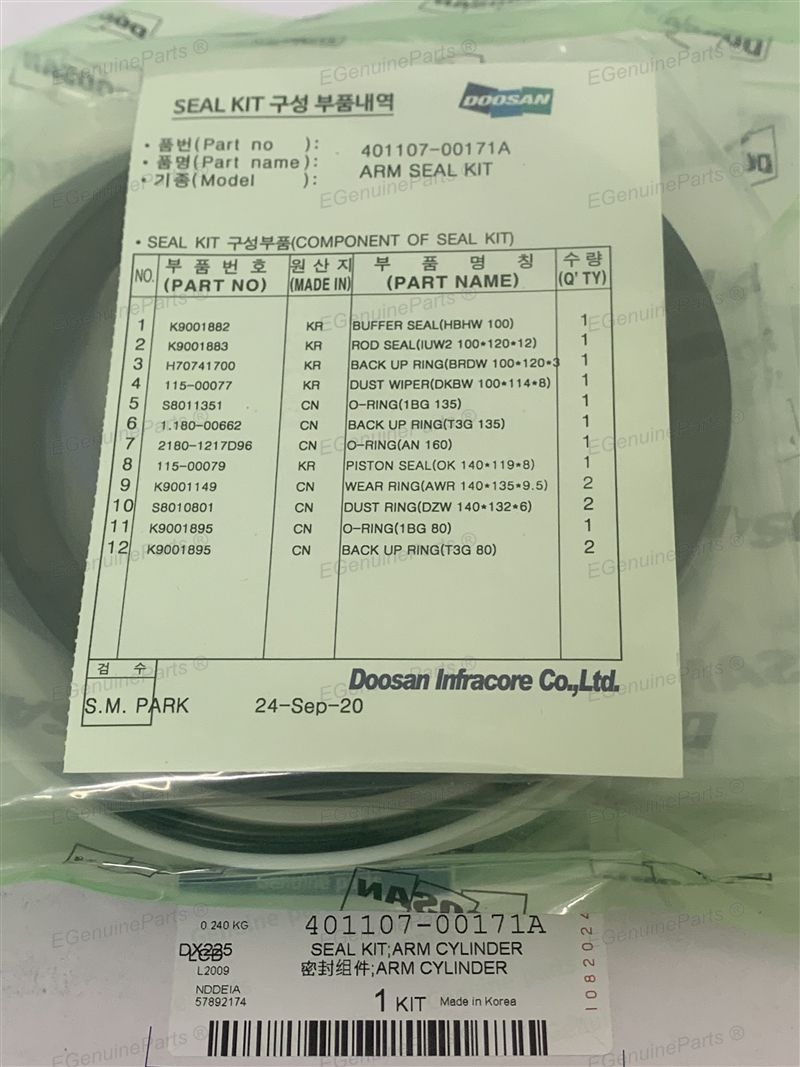 SEAL KIT 구성 부품내역
DOOSAN
• 품번(Part no ): 401107-00171A
• 품명(Part name): ARM SEAL KIT
• 기종(Model ):
• SEAL KIT 구성부품(COMPONENT OF SEAL KIT)
NO. 부 품 번 호 (PART NO) 원 산 지 (MADE IN) 부 품 명 칭 (PART NAME) 수 량 (Q' TY)
1 K9001882 KR BUFFER SEAL(HBHW 100) 1
2 K9001883 KR ROD SEAL(IUW2 100*120*12) 1
3 H70741700 KR BACK UP RING(BRDW 100*120*3 1
4 115-00077 KR DUST WIPER(DKBW 100*114*8) 1
5 S8011351 CN O-RING(1BG 135) 1
6 1.180-00662 CN BACK UP RING(T3G 135) 1
7 2180-1217D96 CN O-RING(AN 160) 1
8 115-00079 KR PISTON SEAL(OK 140*119*8) 1
9 K9001149 CN WEAR RING(AWR 140*135*9.5) 2
10 S8010801 CN DUST RING(DZW 140*132*6) 2
11 K9001895 CN O-RING(1BG 80) 1
12 K9001895 CN BACK UP RING(T3G 80) 2
검 수
Doosan Infracore Co.,Ltd.
S.M. PARK 24-Sep-20
DOOSAN
0.240 KG 401107-00171A
DX225 SEAL KIT;ARM CYLINDER
LCB
L2009 密封组件;ARM CYLINDER
NDDEIA
57892174 1 KIT Made in Korea
1082024
EGenuineParts ®